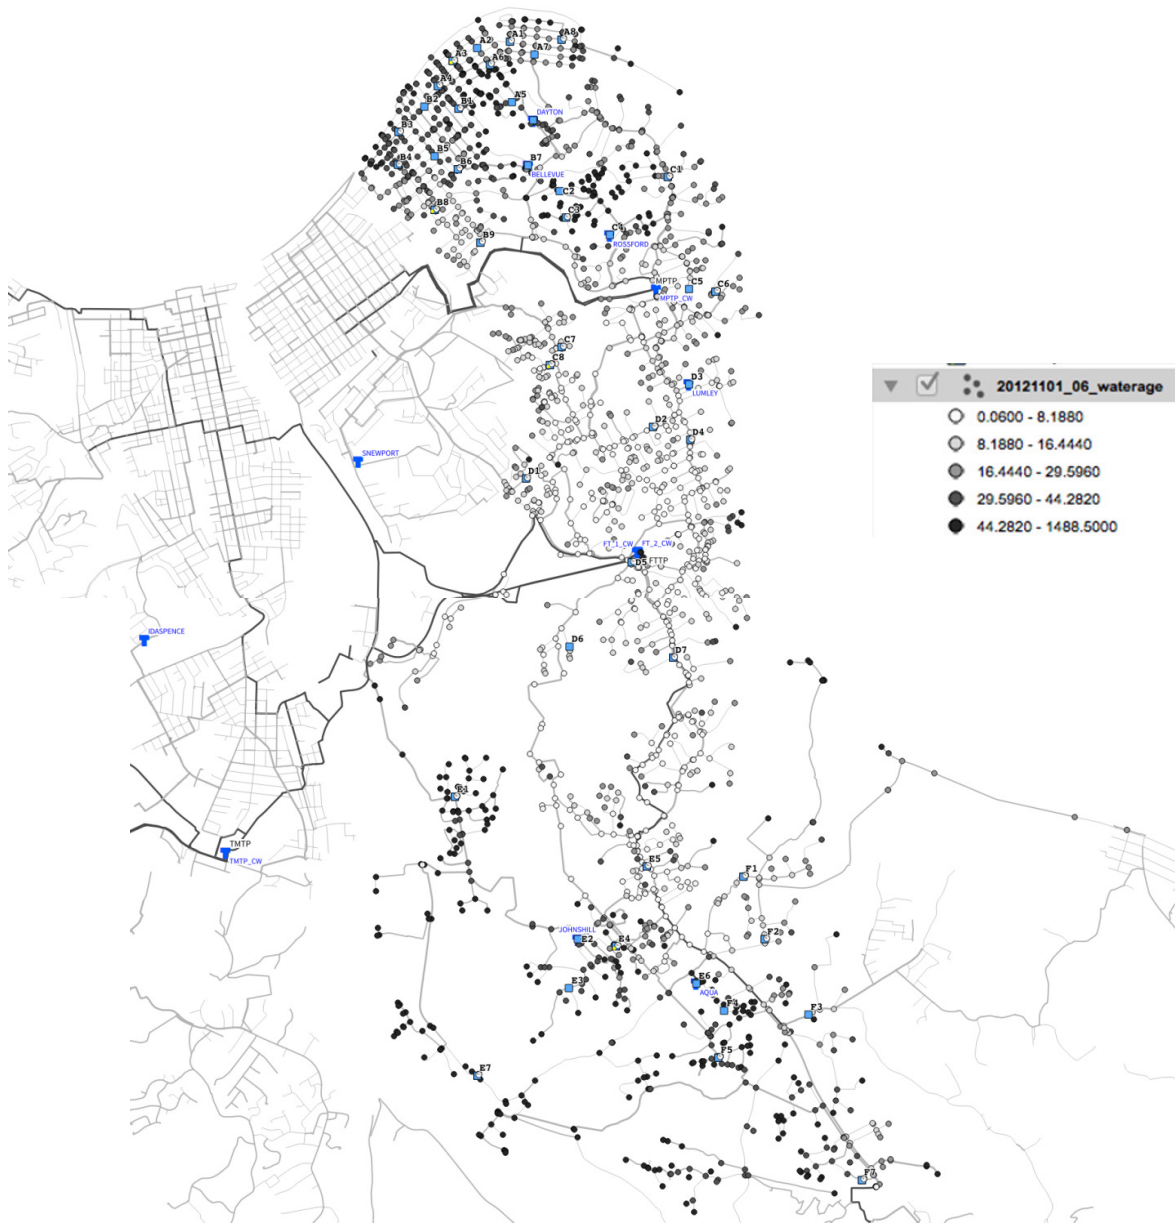 A8
A1
A2
A7
A3
A6
A4
A5
B2
B1
DAYTON
B3
B5
B4
B6
B7
BELLEVUE
C1
C2
B8
C3
C4
B9
ROSSFORD
MPTP
C5
C6
MPTP_CW
C7
C8
D3
LUMLEY
20121101_06_waterage
0.0600 - 8.1880
8.1880 - 16.4440
16.4440 - 29.5960
29.5960 - 44.2820
44.2820 - 1488.5000
D2
D4
SNEWPORT
D1
FT_1_CW
FT_2_CW
D5
FTTP
IDASPENCE
D6
D7
E1
TMTP
TMTP_CW
E5
F1
JOHNSHILL
E2
E4
F2
E3
E6
AQUA
F4
F3
F5
E7
F7